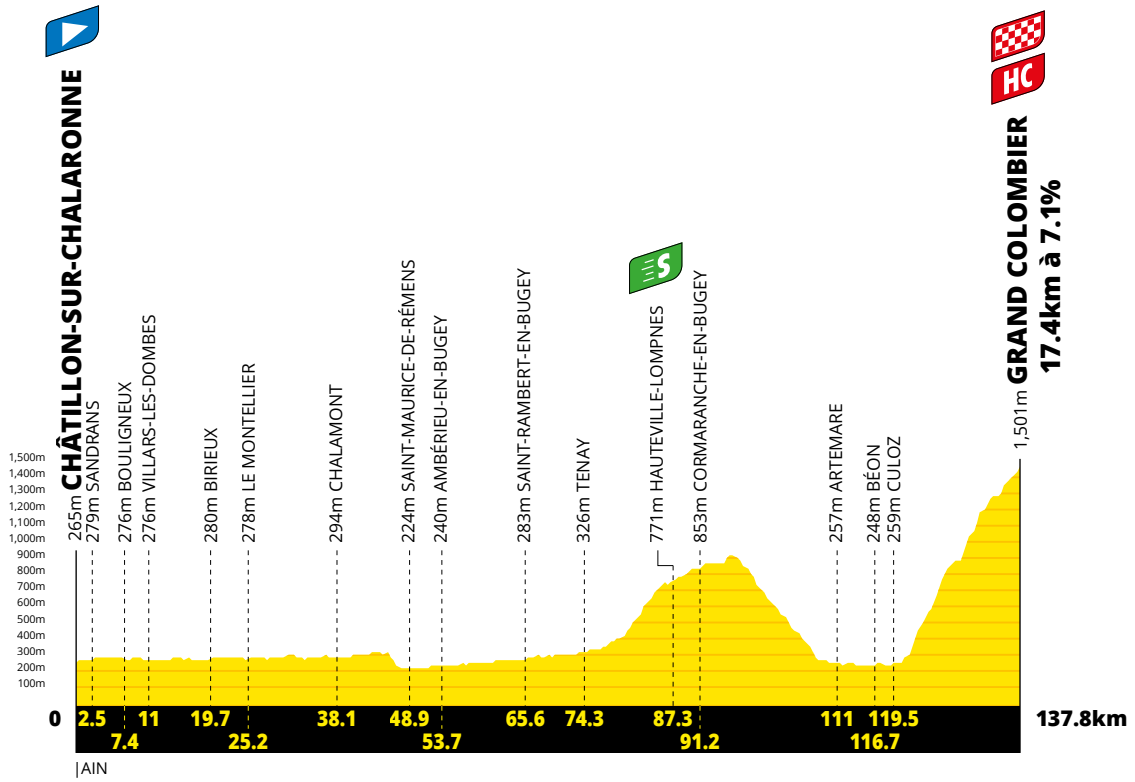 HC
S
CHÂTILLON-SUR-CHALARONNE
265m
279m SANDRANS
276m BOULIGNEUX
276m VILLARS-LES-DOMBES
280m BIRIEUX
278m LE MONTELLIER
294m CHALAMONT
224m SAINT-MAURICE-DE-RÉMENS
240m AMBÉRIEU-EN-BUGEY
283m SAINT-RAMBERT-EN-BUGEY
326m TENAY
771m HAUTEVILLE-LOMPNES
853m CORMARANCHE-EN-BUGEY
257m ARTEMARE
248m BÉON
259m CULOZ
1,501m GRAND COLOMBIER
17.4km à 7.1%
1,500m
1,400m
1,300m
1,200m
1,100m
1,000m
900m
800m
700m
600m
500m
400m
300m
200m
100m
0 2.5 11 19.7 38.1 48.9 65.6 74.3 87.3 111 119.5 137.8km
7.4 25.2 53.7 91.2 116.7
|AIN